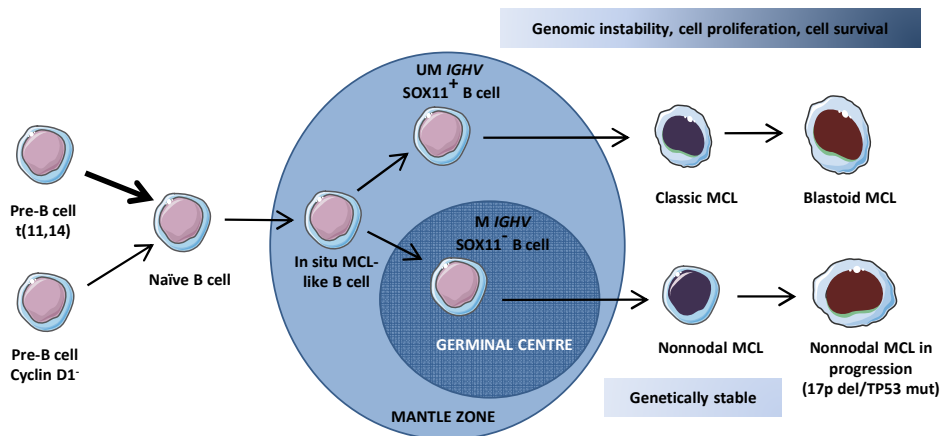 Genomic instability, cell proliferation, cell survival
UM IGHV
SOX11⁺ B cell
Pre-B cell
t(11,14)
Naïve B cell
In situ MCL-
like B cell
Classic MCL
Blastoid MCL
M IGHV
SOX11⁻ B cell
Pre-B cell
Cyclin D1⁻
GERMINAL CENTRE
MANTLE ZONE
Nonnodal MCL
Nonnodal MCL in
progression
(17p del/TP53 mut)
Genetically stable